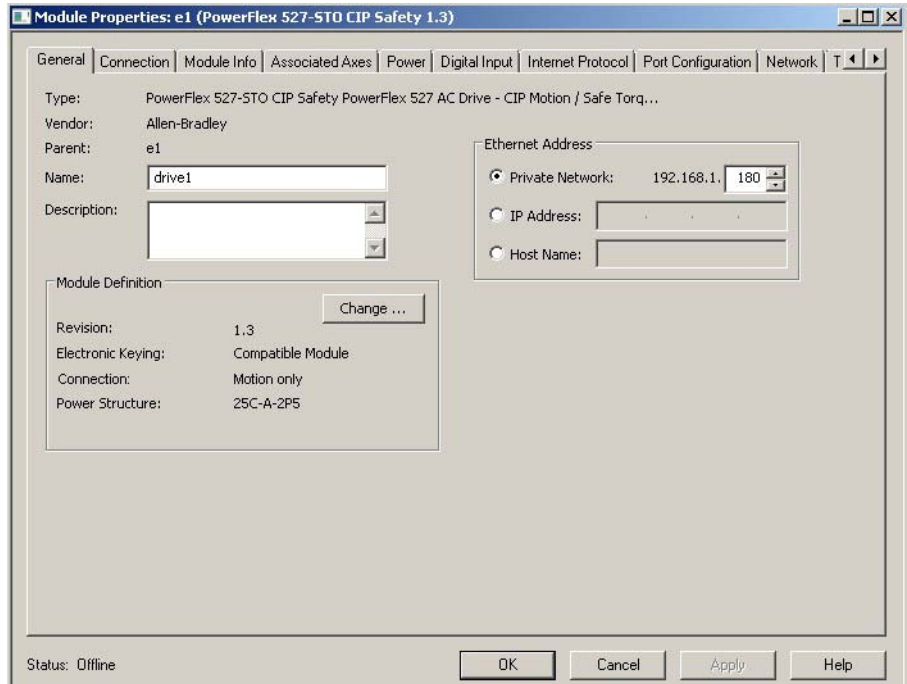 Module Properties: e1 (PowerFlex 527-STO CIP Safety 1.3)
General Connection Module Info Associated Axes Power Digital Input Internet Protocol Port Configuration Network T
Type: PowerFlex 527-STO CIP Safety PowerFlex 527 AC Drive - CIP Motion / Safe Torq...
Vendor: Allen-Bradley
Parent: e1
Name: drive1
Description:
Ethernet Address
Private Network: 192.168.1. 180
IP Address: . . .
Host Name:
Module Definition
Change ...
Revision: 1.3
Electronic Keying: Compatible Module
Connection: Motion only
Power Structure: 25C-A-2P5
Status: Offline
OK Cancel Apply Help